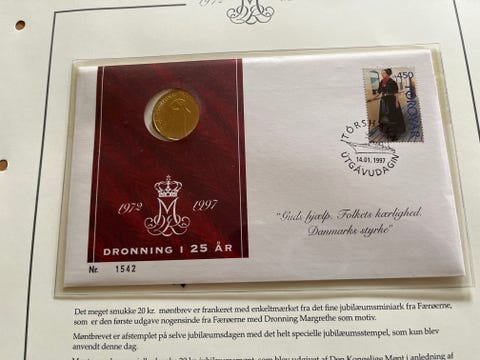 1972
450
FØROYAR
TÓRSHAVN
14.01.1997
ÚTGÁVUDAGIN
1972 1997
DRONNING I 25 ÅR
Nr. 1542
"Guds hjælp. Folkets kærlighed.
Danmarks styrke"
Det meget smukke 20 kr. møntbrev er frankeret med enkeltmærket fra det fine jubilæumsminiark fra Færøerne,
som er den første udgave nogensinde fra Færøerne med Dronning Margrethe som motiv.
Møntbrevet er afstemplet på selve jubilæumsdagen med det helt specielle jubilæumsstempel, som kun blev
anvendt denne dag.